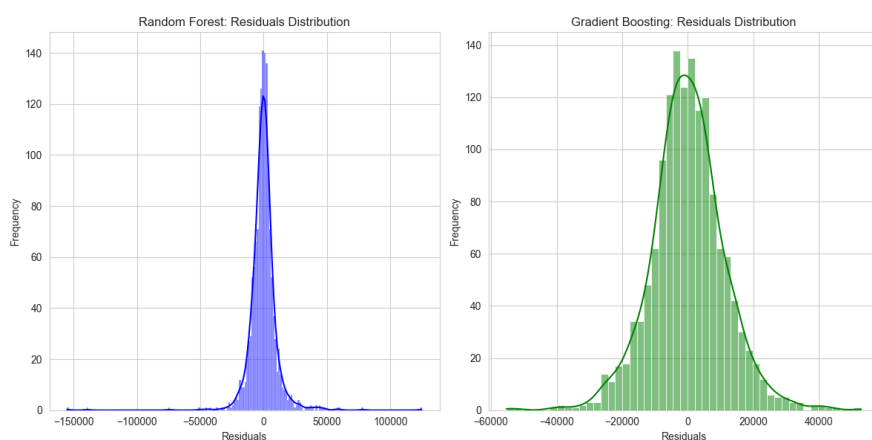 Random Forest: Residuals Distribution
Frequency
140
120
100
80
60
40
20
0
−150000 −100000 −50000 0 50000 100000
Residuals
Gradient Boosting: Residuals Distribution
Frequency
140
120
100
80
60
40
20
0
−60000 −40000 −20000 0 20000 40000
Residuals